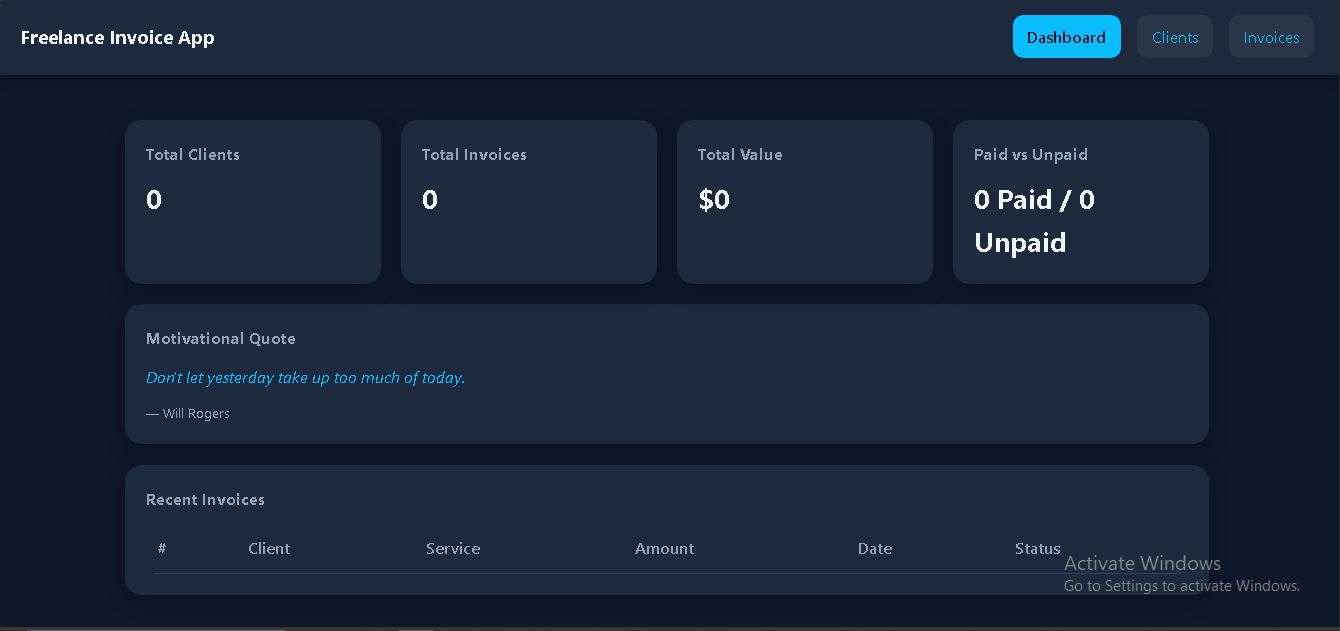 Freelance Invoice App
Dashboard
Clients
Invoices
Total Clients
0
Total Invoices
0
Total Value
$0
Paid vs Unpaid
0 Paid / 0
Unpaid
Motivational Quote
Don't let yesterday take up too much of today.
— Will Rogers
Recent Invoices
# Client Service Amount Date Status
Activate Windows
Go to Settings to activate Windows.